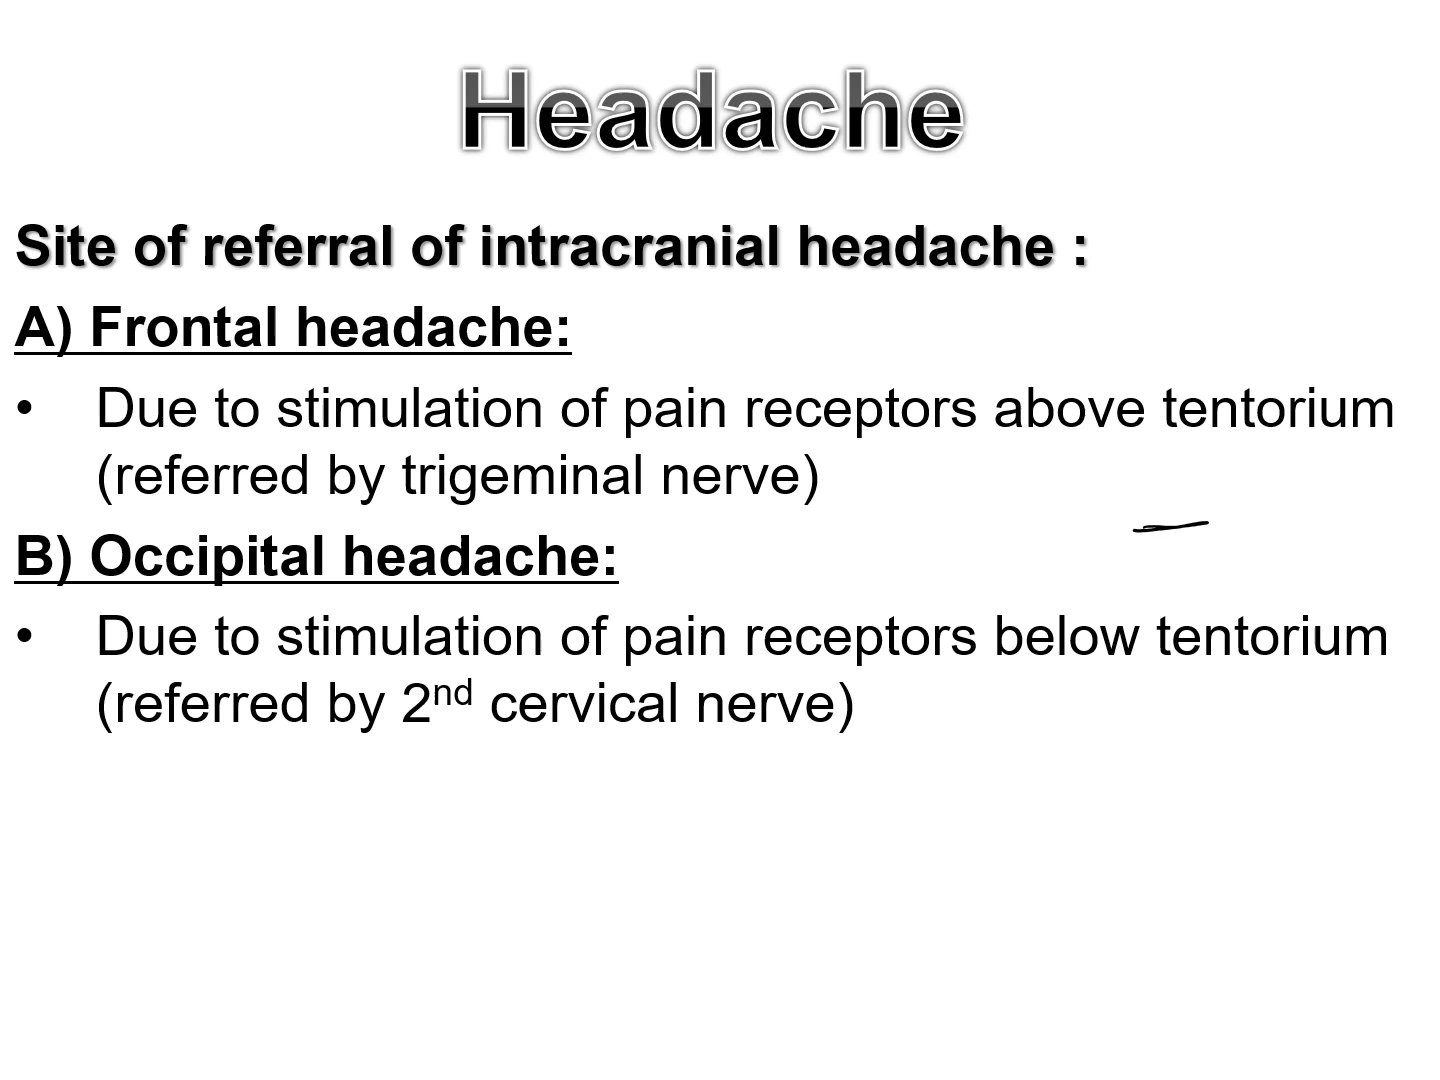 Headache
Site of referral of intracranial headache :
A) Frontal headache:
• Due to stimulation of pain receptors above tentorium
(referred by trigeminal nerve)
B) Occipital headache:
• Due to stimulation of pain receptors below tentorium
(referred by 2nd cervical nerve)